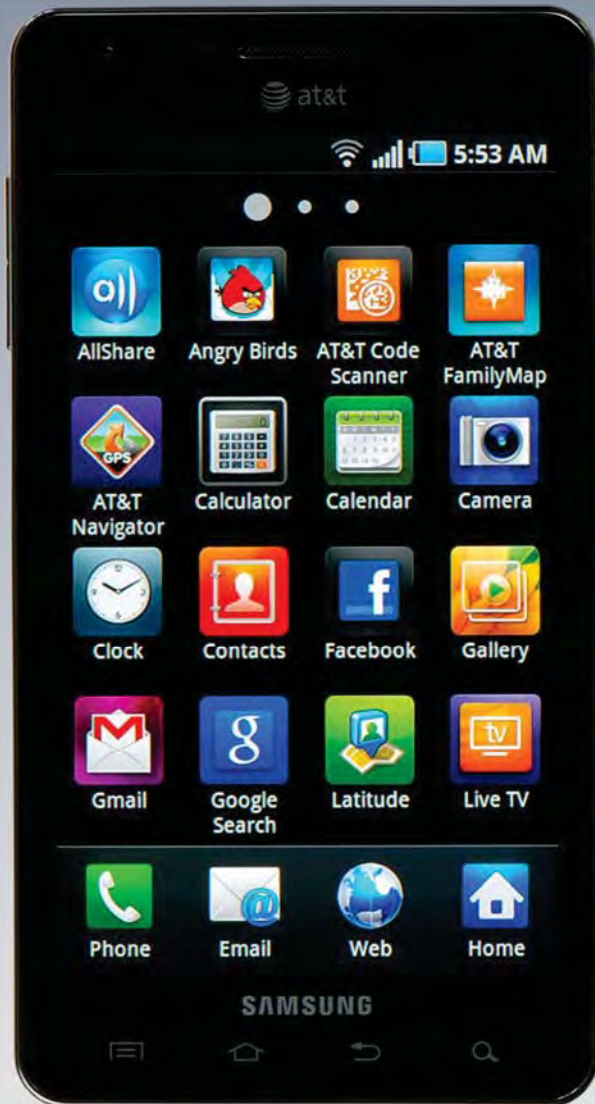 at&t
5:53 AM
AllShare
Angry Birds
AT&T Code
Scanner
AT&T
FamilyMap
GPS
AT&T
Navigator
Calculator
Calendar
Camera
Clock
Contacts
f
Facebook
Gallery
Gmail
g
Google
Search
Latitude
tv
Live TV
Phone
@
Email
Web
Home
SAMSUNG